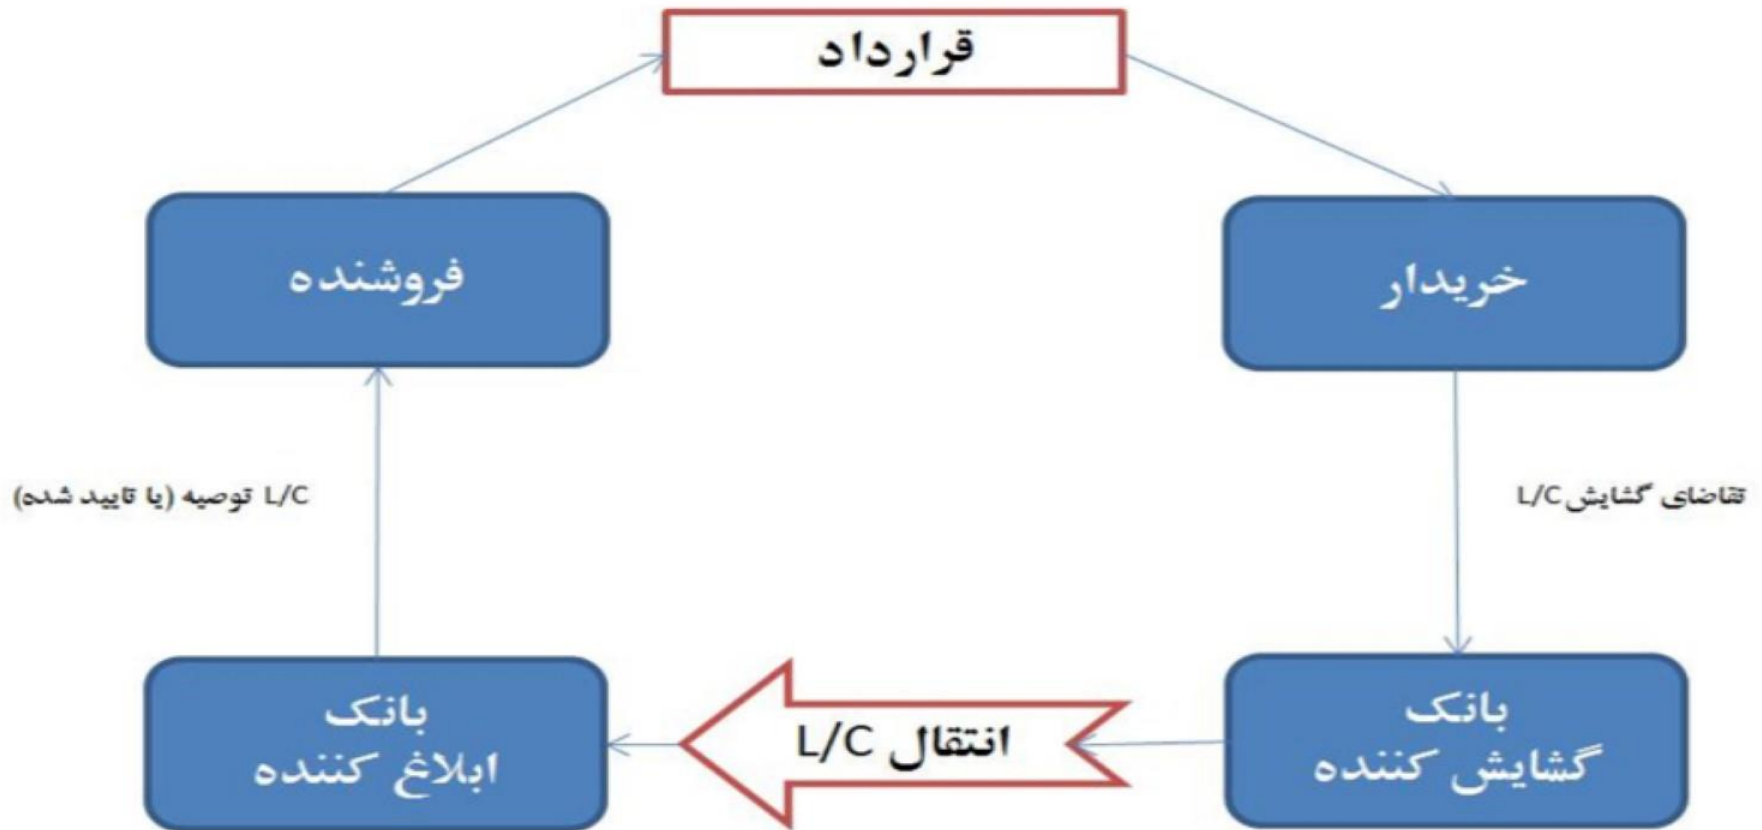 قرارداد
خریدار
فروشنده
تقاضای گشایش L/C
L/C توصیه (یا تایید شده)
بانک
گشایش کننده
انتقال L/C
بانک
ابلاغ کننده